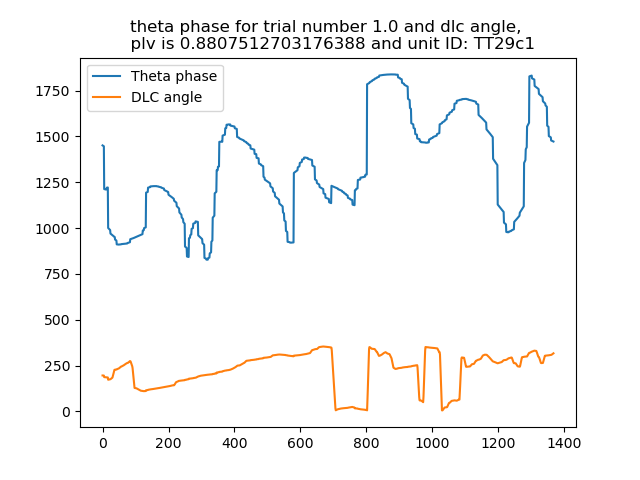 theta phase for trial number 1.0 and dlc angle,
plv is 0.8807512703176388 and unit ID: TT29c1
Theta phase
DLC angle
1750
1500
1250
1000
750
500
250
0
0 200 400 600 800 1000 1200 1400